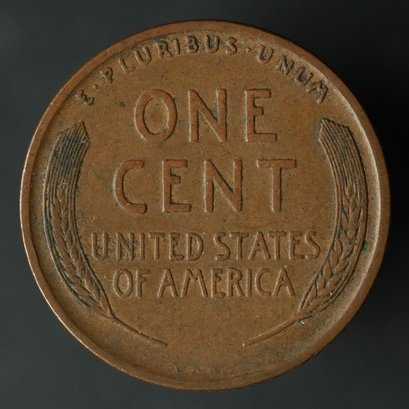 E·PLURIBUS·UNUM
ONE
CENT
UNITED STATES
OF AMERICA